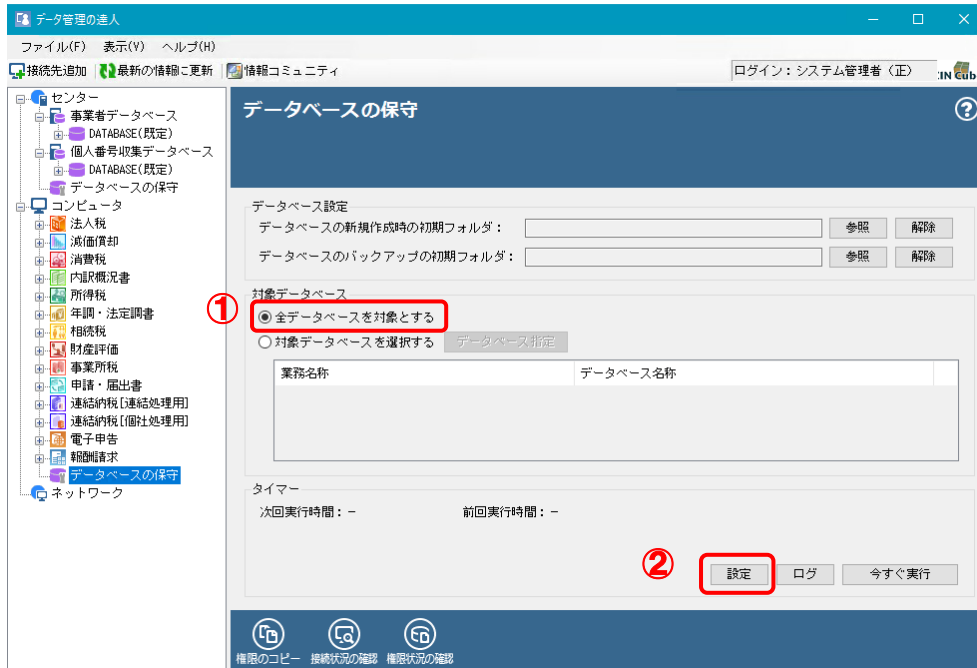 データ管理の達人
ファイル(F) 表示(V) ヘルプ(H)
接続先追加 最新の情報に更新 情報コミュニティ
ログイン：システム管理者（正）
センター
事業者データベース
DATABASE(既定)
個人番号収集データベース
DATABASE(既定)
データベースの保守
コンピュータ
法人税
減価償却
消費税
内訳概況書
所得税
年調・法定調書
相続税
財産評価
事業所税
申請・届出書
連結納税[連結処理用]
連結納税[個社処理用]
電子申告
報酬請求
データベースの保守
ネットワーク
データベースの保守
?
データベース設定
データベースの新規作成時の初期フォルダ： 参照 解除
データベースのバックアップの初期フォルダ： 参照 解除
対象データベース
① 全データベースを対象とする
対象データベースを選択する データベース指定
業務名称 データベース名称
タイマー
次回実行時間：－ 前回実行時間：－
② 設定 ログ 今すぐ実行
権限のコピー 接続状況の確認 権限状況の確認